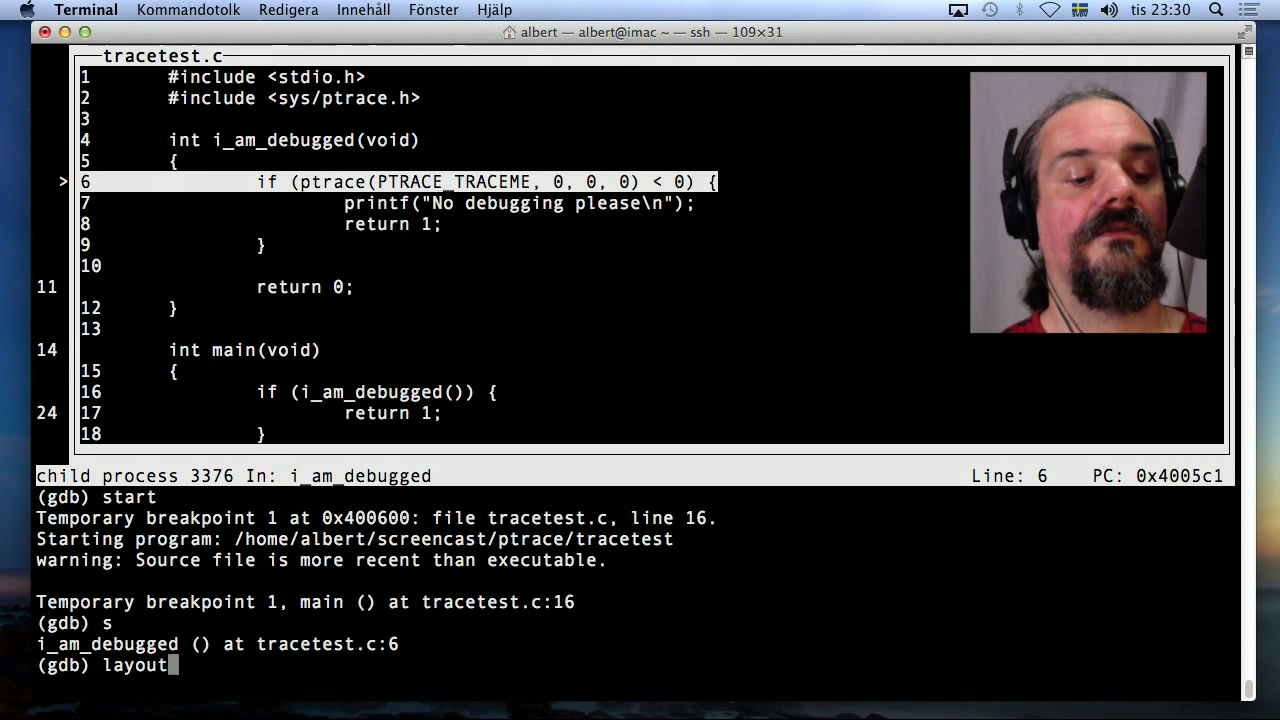 Terminal Kommandotolk Redigera Innehåll Fönster Hjälp tis 23:30
albert — albert@imac ~ — ssh — 109×31
tracetest.c
1 #include <stdio.h>
2 #include <sys/ptrace.h>
3
4 int i_am_debugged(void)
5 {
> 6 if (ptrace(PTRACE_TRACEME, 0, 0, 0) < 0) {
7 printf("No debugging please\n");
8 return 1;
9 }
10
11 return 0;
12 }
13
14 int main(void)
15 {
16 if (i_am_debugged()) {
24 17 return 1;
18 }
child process 3376 In: i_am_debugged Line: 6 PC: 0x4005c1
(gdb) start
Temporary breakpoint 1 at 0x400600: file tracetest.c, line 16.
Starting program: /home/albert/screencast/ptrace/tracetest
warning: Source file is more recent than executable.
Temporary breakpoint 1, main () at tracetest.c:16
(gdb) s
i_am_debugged () at tracetest.c:6
(gdb) layout